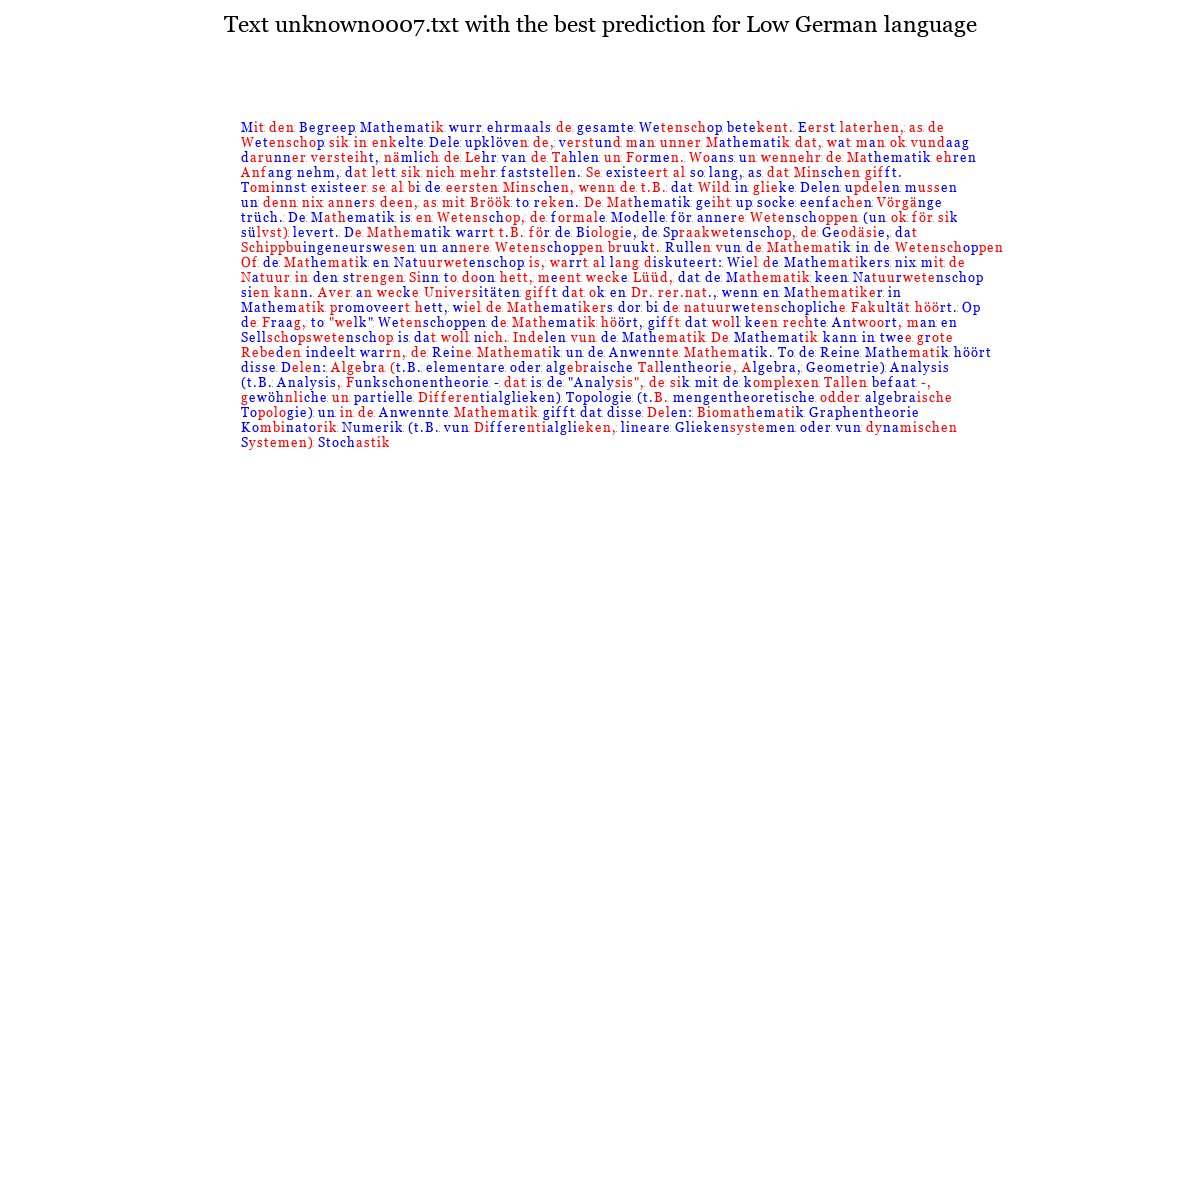 Text unknown0007.txt with the best prediction for Low German language
Mit den Begreep Mathematik wurr ehrmaals de gesamte Wetenschop betekent. Eerst laterhen, as de
Wetenschop sik in enkelte Dele upklöven de, verstund man unner Mathematik dat, wat man ok vundaag
darunner versteiht, nämlich de Lehr van de Tahlen un Formen. Woans un wennehr de Mathematik ehren
Anfang nehm, dat lett sik nich mehr faststellen. Se existeert al so lang, as dat Minschen gifft.
Tominnst existeer se al bi de eersten Minschen, wenn de t.B. dat Wild in glieke Delen updelen mussen
un denn nix anners deen, as mit Bröök to reken. De Mathematik geiht up socke eenfachen Vörgänge
trüch. De Mathematik is en Wetenschop, de formale Modelle för annere Wetenschoppen (un ok för sik
sülvst) levert. De Mathematik warrt t.B. för de Biologie, de Spraakwetenschop, de Geodäsie, dat
Schippbuingeneurswesen un annere Wetenschoppen bruukt. Rullen vun de Mathematik in de Wetenschoppen
Of de Mathematik en Natuurwetenschop is, warrt al lang diskuteert: Wiel de Mathematikers nix mit de
Natuur in den strengen Sinn to doon hett, meent wecke Lüüd, dat de Mathematik keen Natuurwetenschop
sien kann. Aver an wecke Universitäten gifft dat ok en Dr. rer.nat., wenn en Mathematiker in
Mathematik promoveert hett, wiel de Mathematikers dor bi de natuurwetenschopliche Fakultät höört. Op
de Fraag, to "welk" Wetenschoppen de Mathematik höört, gifft dat woll keen rechte Antwoort, man en
Sellschopswetenschop is dat woll nich. Indelen vun de Mathematik De Mathematik kann in twee grote
Rebeden indeelt warrn, de Reine Mathematik un de Anwennte Mathematik. To de Reine Mathematik höört
disse Delen: Algebra (t.B. elementare oder algebraische Tallentheorie, Algebra, Geometrie) Analysis
(t.B. Analysis, Funkschonentheorie - dat is de "Analysis", de sik mit de komplexen Tallen befaat -,
gewöhnliche un partielle Differentialglieken) Topologie (t.B. mengentheoretische odder algebraische
Topologie) un in de Anwennte Mathematik gifft dat disse Delen: Biomathematik Graphentheorie
Kombinatorik Numerik (t.B. vun Differentialglieken, lineare Gliekensystemen oder vun dynamischen
Systemen) Stochastik